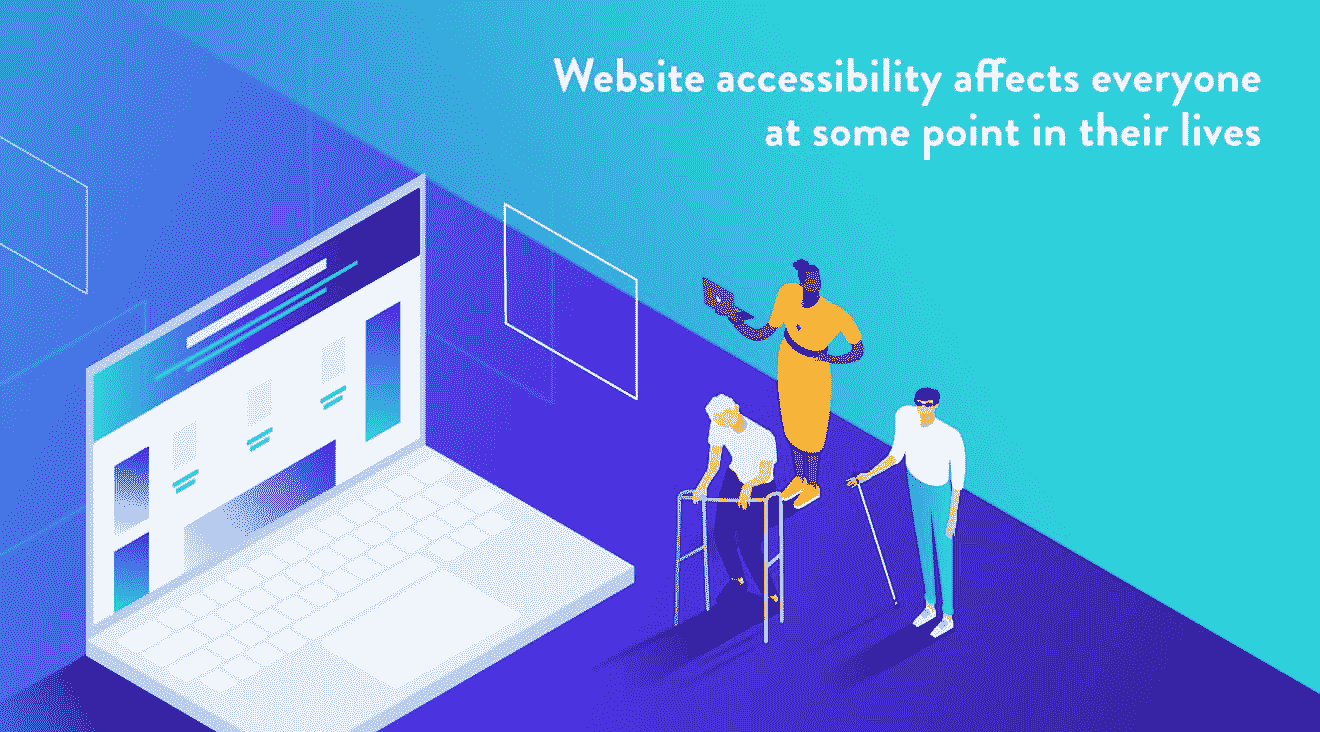 Website accessibility affects everyone
at some point in their lives